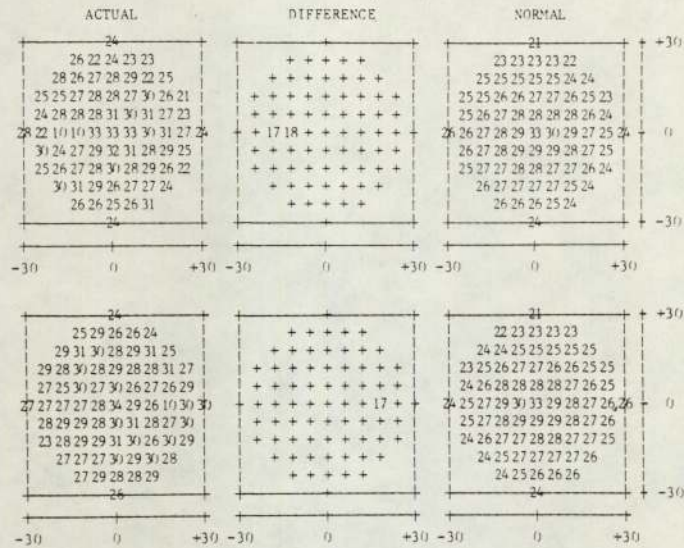 ACTUAL DIFFERENCE NORMAL
24 21 +30
26 22 24 23 23 + + + + + 23 23 23 23 22
28 26 27 28 29 22 25 + + + + + + + 25 25 25 25 25 24 24
25 25 27 28 28 27 30 26 21 + + + + + + + + + 25 25 26 26 27 27 26 25 23
24 28 28 28 31 30 31 27 23 + + + + + + + + + 25 26 27 28 28 28 28 26 24
28 22 10 10 33 33 33 30 31 27 24 + + 17 18 + + + + + + + 26 26 27 28 29 33 30 29 27 25 24 0
30 24 27 29 32 31 28 29 25 + + + + + + + + + 26 27 28 29 29 29 28 27 25
25 26 27 28 30 28 29 26 22 + + + + + + + + + 25 27 27 28 28 27 27 26 24
30 31 29 26 27 27 24 + + + + + + + 26 27 27 27 27 25 24
26 26 25 26 31 + + + + + 26 26 26 25 24
24 24 -30
-30 0 +30 -30 0 +30 -30 0 +30
24 21 +30
25 29 26 26 24 + + + + + 22 23 23 23 23
29 31 30 28 29 31 25 + + + + + + + 24 24 25 25 25 25 25
29 28 30 28 29 28 28 31 27 + + + + + + + + + 23 25 26 27 27 26 26 25 25
27 25 30 27 30 26 27 26 29 + + + + + + + + + 24 26 28 28 28 28 27 26 25
27 27 27 27 28 34 29 26 10 30 30 + + + + + + + + 17 + + 24 25 27 29 30 33 29 28 27 26 26 0
28 29 29 28 30 31 28 27 30 + + + + + + + + + 25 27 28 29 29 29 28 27 26
23 28 29 29 31 30 26 30 29 + + + + + + + + + 24 26 27 27 28 28 27 27 25
27 27 27 30 29 30 28 + + + + + + + 24 25 27 27 27 27 26
27 29 28 28 29 + + + + + 24 25 26 26 26
26 24 -30
-30 0 +30 -30 0 +30 -30 0 +30